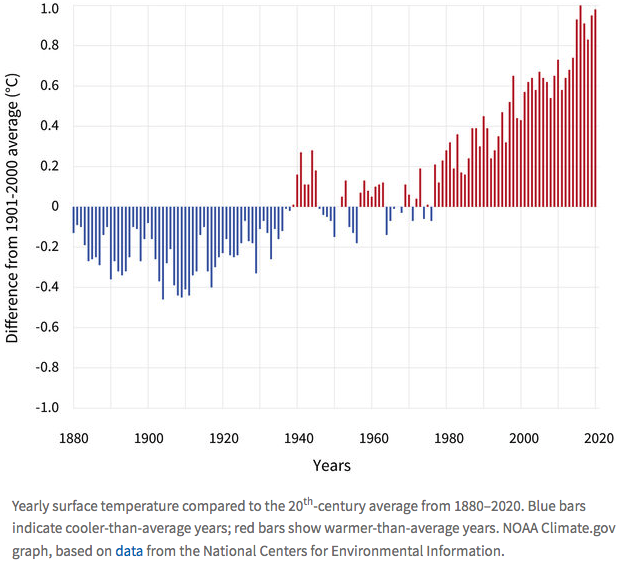 1.0
0.8
0.6
0.4
0.2
0
-0.2
-0.4
-0.6
-0.8
-1.0
Difference from 1901-2000 average (°C)
1880 1900 1920 1940 1960 1980 2000 2020
Years
Yearly surface temperature compared to the 20th-century average from 1880–2020. Blue bars
indicate cooler-than-average years; red bars show warmer-than-average years. NOAA Climate.gov
graph, based on data from the National Centers for Environmental Information.